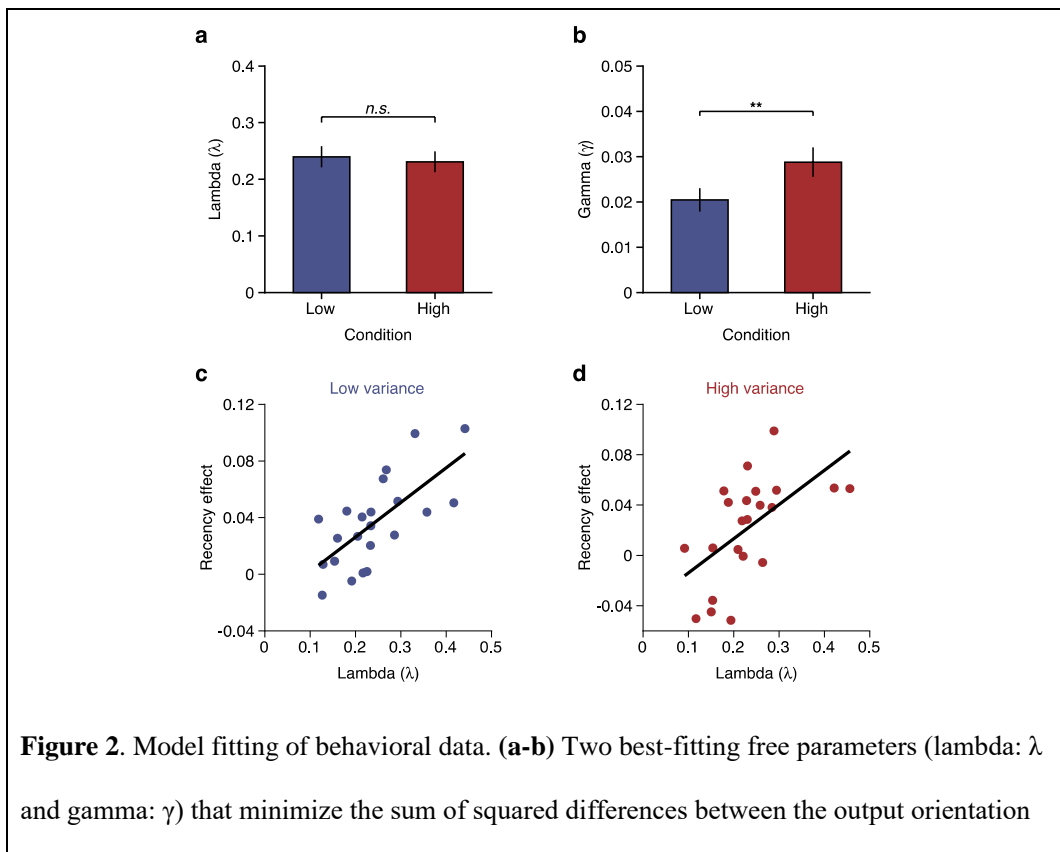 a
0.4
0.3
0.2
0.1
0
Lambda (λ)
n.s.
Low
High
Condition
b
0.05
0.04
0.03
0.02
0.01
0
Gamma (γ)
**
Low
High
Condition
c
Low variance
0.12
0.08
0.04
0
-0.04
Recency effect
0 0.1 0.2 0.3 0.4 0.5
Lambda (λ)
d
High variance
0.12
0.08
0.04
0
-0.04
Recency effect
0 0.1 0.2 0.3 0.4 0.5
Lambda (λ)
Figure 2. Model fitting of behavioral data. (a-b) Two best-fitting free parameters (lambda: λ
and gamma: γ) that minimize the sum of squared differences between the output orientation